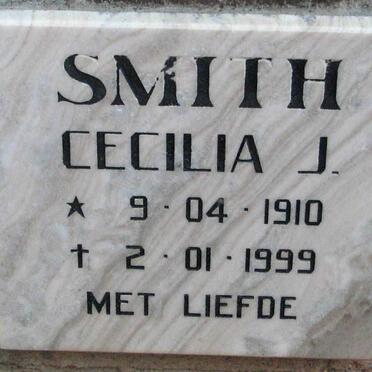 SMITH
CECILIA J.
★ 9·04·1910
† 2·01·1999
MET LIEFDE